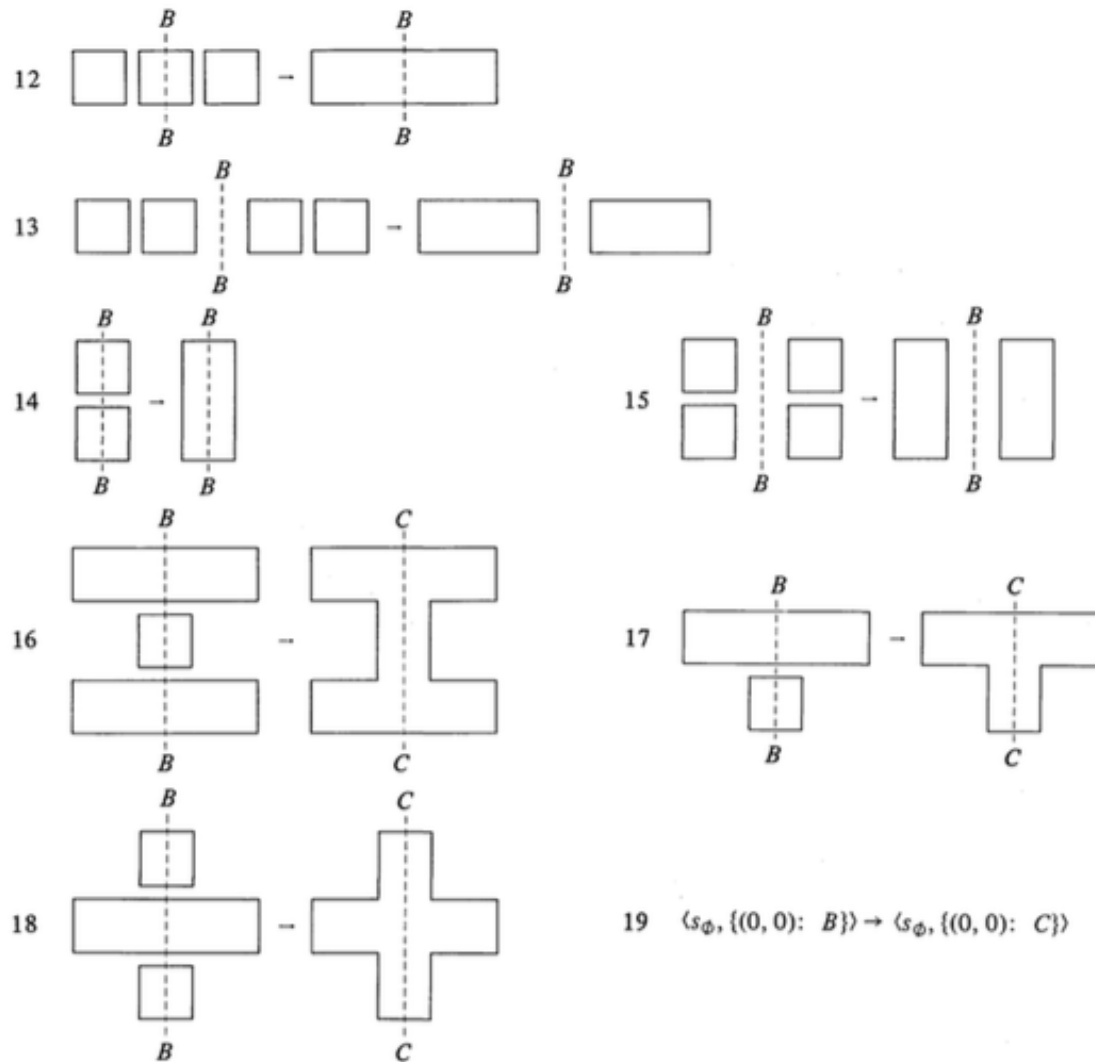 B B
12 →
B B
B B
13 →
B B
B B
14 →
B B
B B
15 →
B B
B C
16 →
B C
B C
17 →
B C
B C
18 →
B C
19 ⟨s_Φ, {(0, 0): B}⟩ → ⟨s_Φ, {(0, 0): C}⟩